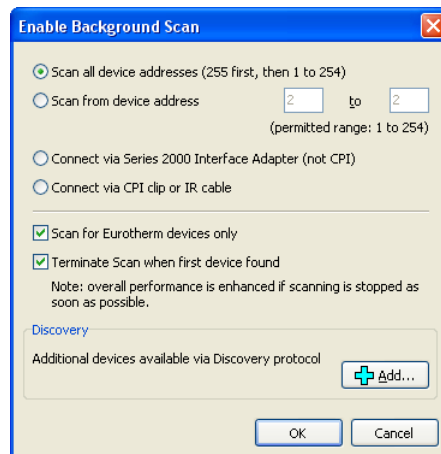 Enable Background Scan
Scan all device addresses (255 first, then 1 to 254)
Scan from device address 2 to 2
(permitted range: 1 to 254)
Connect via Series 2000 Interface Adapter (not CPI)
Connect via CPI clip or IR cable
Scan for Eurotherm devices only
Terminate Scan when first device found
Note: overall performance is enhanced if scanning is stopped as
soon as possible.
Discovery
Additional devices available via Discovery protocol
Add...
OK Cancel